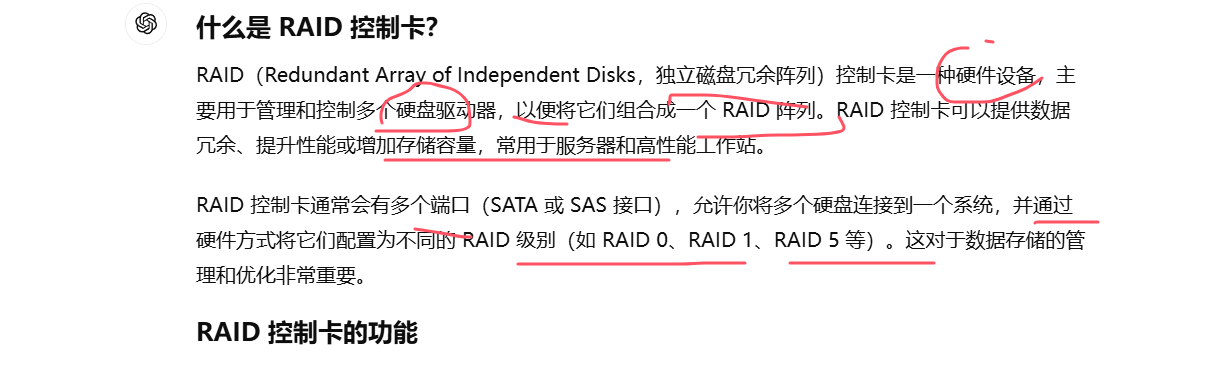 什么是 RAID 控制卡？
RAID（Redundant Array of Independent Disks，独立磁盘冗余阵列）控制卡是一种硬件设备，主
要用于管理和控制多个硬盘驱动器，以便将它们组合成一个 RAID 阵列。RAID 控制卡可以提供数据
冗余、提升性能或增加存储容量，常用于服务器和高性能工作站。
RAID 控制卡通常会有多个端口（SATA 或 SAS 接口），允许你将多个硬盘连接到一个系统，并通过
硬件方式将它们配置为不同的 RAID 级别（如 RAID 0、RAID 1、RAID 5 等）。这对于数据存储的管
理和优化非常重要。
RAID 控制卡的功能